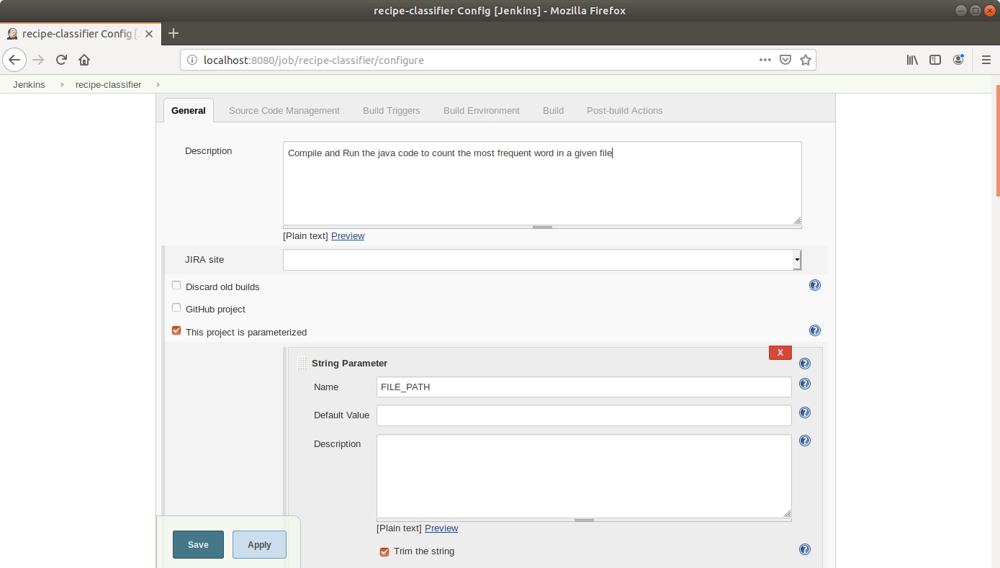 recipe-classifier Config [Jenkins] - Mozilla Firefox
recipe-classifier Config [
localhost:8080/job/recipe-classifier/configure
Jenkins recipe-classifier
General Source Code Management Build Triggers Build Environment Build Post-build Actions
Description
Compile and Run the java code to count the most frequent word in a given file
[Plain text] Preview
JIRA site
Discard old builds
GitHub project
This project is parameterized
X
String Parameter
Name FILE_PATH
Default Value
Description
[Plain text] Preview
Save Apply
Trim the string